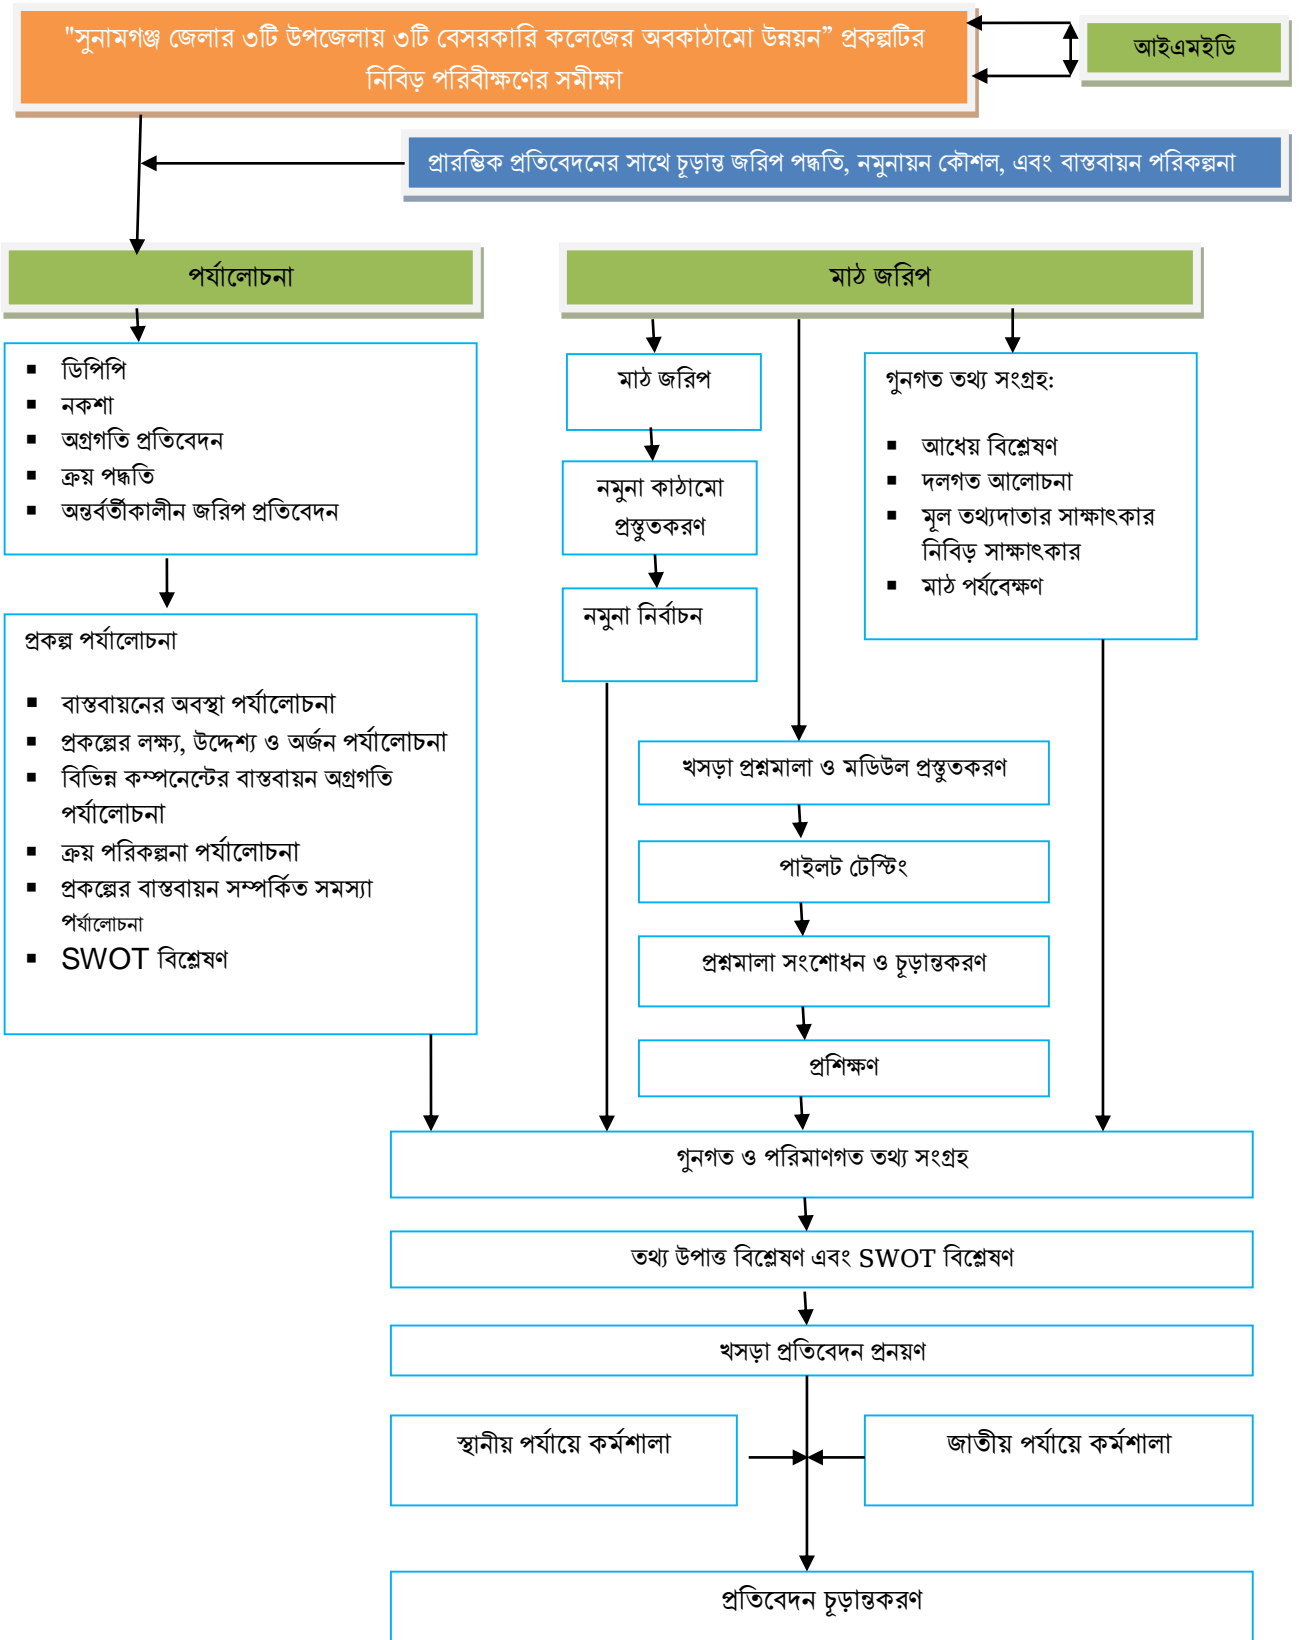 "সুনামগঞ্জ জেলার ৩টি উপজেলায় ৩টি বেসরকারি কলেজের অবকাঠামো উন্নয়ন” প্রকল্পটির
নিবিড় পরিবীক্ষণের সমীক্ষা
আইএমইডি
প্রারম্ভিক প্রতিবেদনের সাথে চূড়ান্ত জরিপ পদ্ধতি, নমুনায়ন কৌশল, এবং বাস্তবায়ন পরিকল্পনা
পর্যালোচনা
মাঠ জরিপ
▪ ডিপিপি
▪ নকশা
▪ অগ্রগতি প্রতিবেদন
▪ ক্রয় পদ্ধতি
▪ অন্তর্বর্তীকালীন জরিপ প্রতিবেদন
প্রকল্প পর্যালোচনা
▪ বাস্তবায়নের অবস্থা পর্যালোচনা
▪ প্রকল্পের লক্ষ্য, উদ্দেশ্য ও অর্জন পর্যালোচনা
▪ বিভিন্ন কম্পনেন্টের বাস্তবায়ন অগ্রগতি
পর্যালোচনা
▪ ক্রয় পরিকল্পনা পর্যালোচনা
▪ প্রকল্পের বাস্তবায়ন সম্পর্কিত সমস্যা
পর্যালোচনা
▪ SWOT বিশ্লেষণ
মাঠ জরিপ
নমুনা কাঠামো
প্রস্তুতকরণ
নমুনা নির্বাচন
গুনগত তথ্য সংগ্রহ:
▪ আধেয় বিশ্লেষণ
▪ দলগত আলোচনা
▪ মূল তথ্যদাতার সাক্ষাৎকার
নিবিড় সাক্ষাৎকার
▪ মাঠ পর্যবেক্ষণ
খসড়া প্রশ্নমালা ও মডিউল প্রস্তুতকরণ
পাইলট টেস্টিং
প্রশ্নমালা সংশোধন ও চূড়ান্তকরণ
প্রশিক্ষণ
গুনগত ও পরিমাণগত তথ্য সংগ্রহ
তথ্য উপাত্ত বিশ্লেষণ এবং SWOT বিশ্লেষণ
খসড়া প্রতিবেদন প্রনয়ণ
স্থানীয় পর্যায়ে কর্মশালা
জাতীয় পর্যায়ে কর্মশালা
প্রতিবেদন চূড়ান্তকরণ